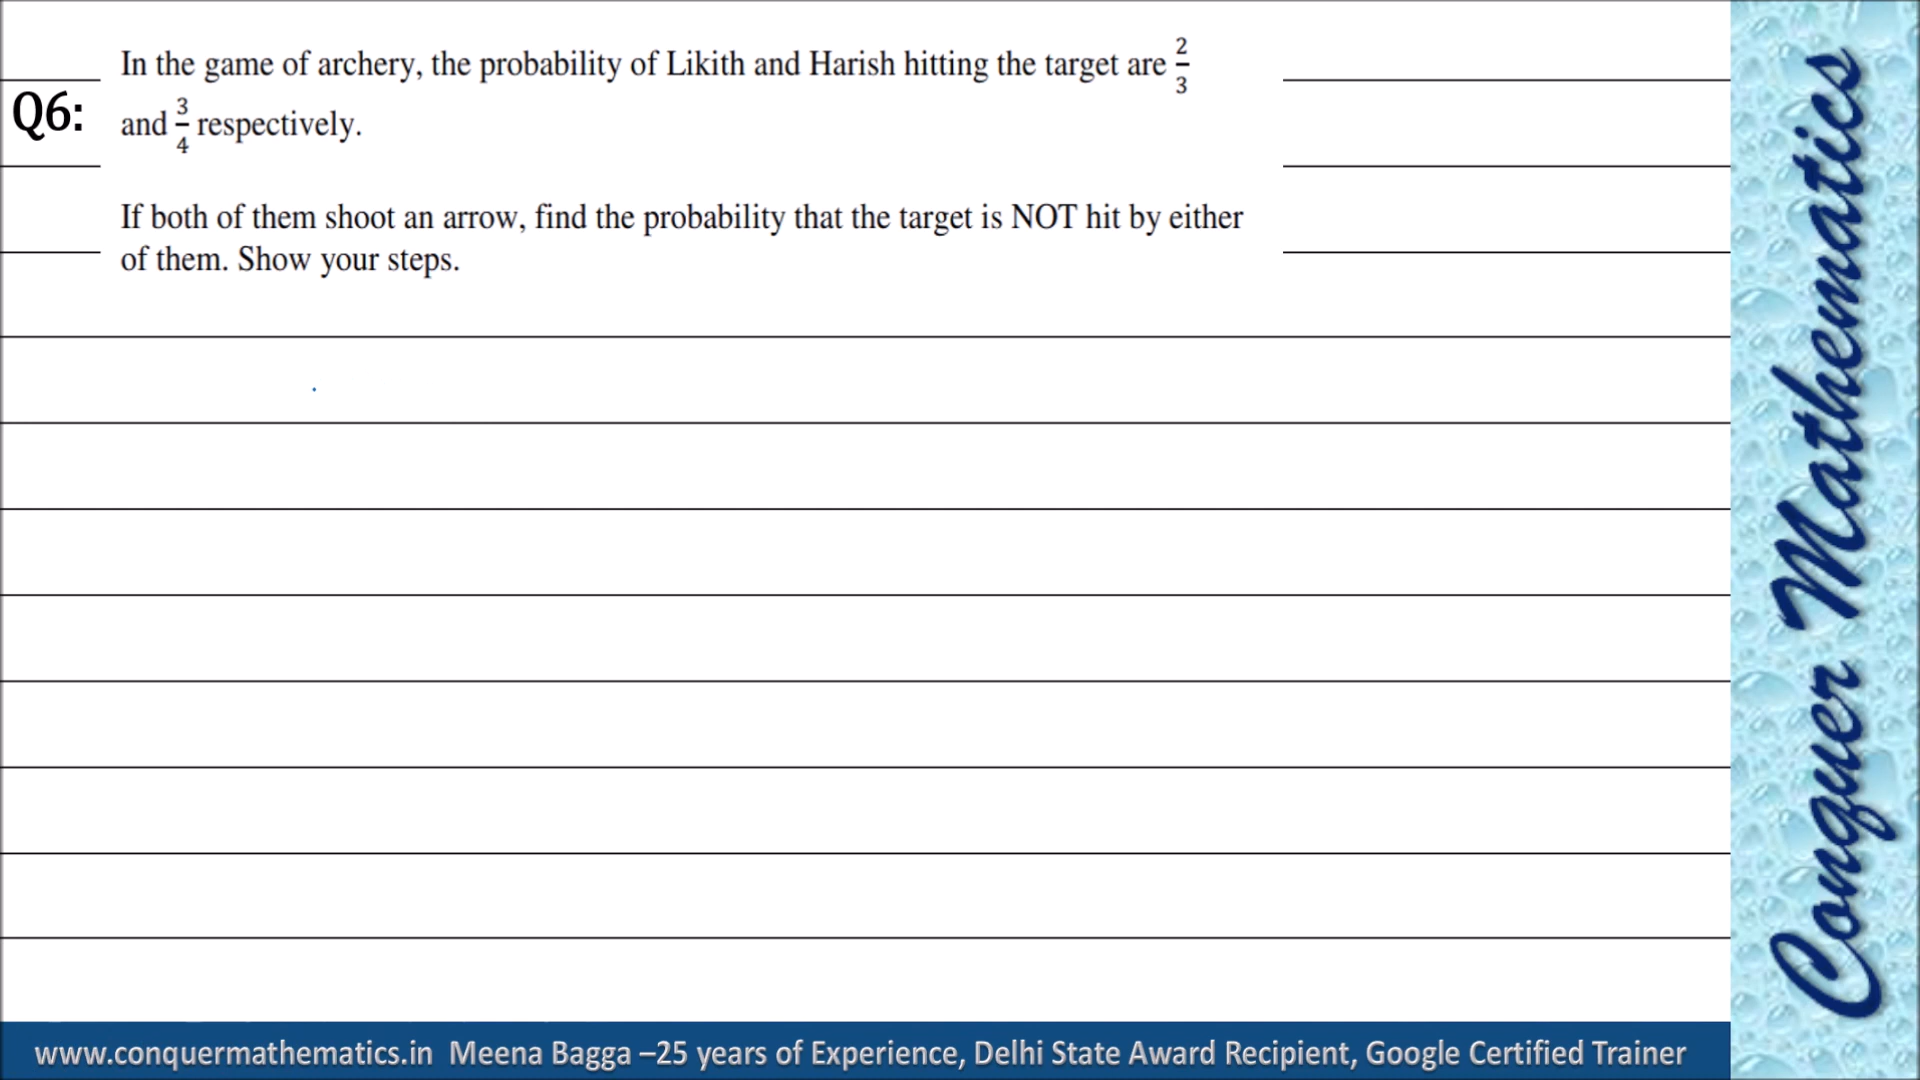 In the game of archery, the probability of Likith and Harish hitting the target are 2/3
Q6: and 3/4 respectively.
If both of them shoot an arrow, find the probability that the target is NOT hit by either
of them. Show your steps.
Conquer Mathematics
www.conquermathematics.in Meena Bagga –25 years of Experience, Delhi State Award Recipient, Google Certified Trainer